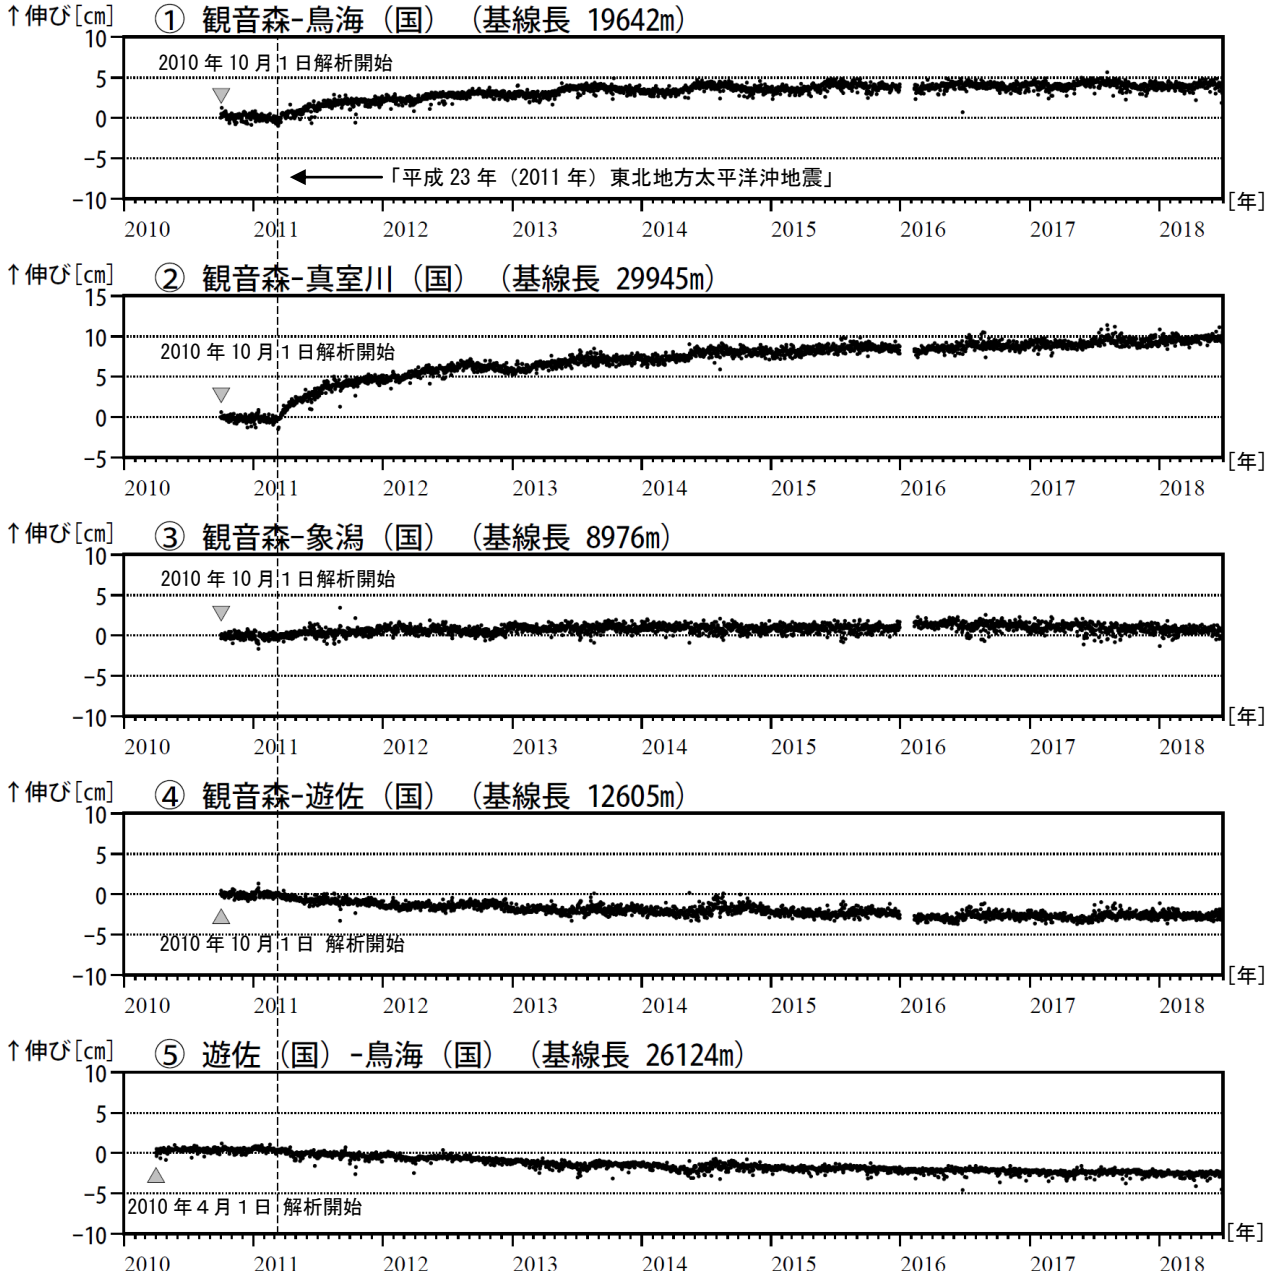 ↑伸び[cm] ① 観音森-鳥海（国）（基線長 19642m）
10
2010 年 10 月 1 日解析開始
5
0
-5
「平成 23 年（2011 年）東北地方太平洋沖地震」
-10
[年]
2010 2011 2012 2013 2014 2015 2016 2017 2018
↑伸び[cm] ② 観音森-真室川（国）（基線長 29945m）
15
10
2010 年 10 月 1 日解析開始
5
0
-5
[年]
2010 2011 2012 2013 2014 2015 2016 2017 2018
↑伸び[cm] ③ 観音森-象潟（国）（基線長 8976m）
10
2010 年 10 月 1 日解析開始
5
0
-5
-10
[年]
2010 2011 2012 2013 2014 2015 2016 2017 2018
↑伸び[cm] ④ 観音森-遊佐（国）（基線長 12605m）
10
5
0
-5
2010 年 10 月 1 日 解析開始
-10
[年]
2010 2011 2012 2013 2014 2015 2016 2017 2018
↑伸び[cm] ⑤ 遊佐（国）-鳥海（国）（基線長 26124m）
10
5
0
-5
2010 年 4 月 1 日 解析開始
-10
[年]
2010 2011 2012 2013 2014 2015 2016 2017 2018